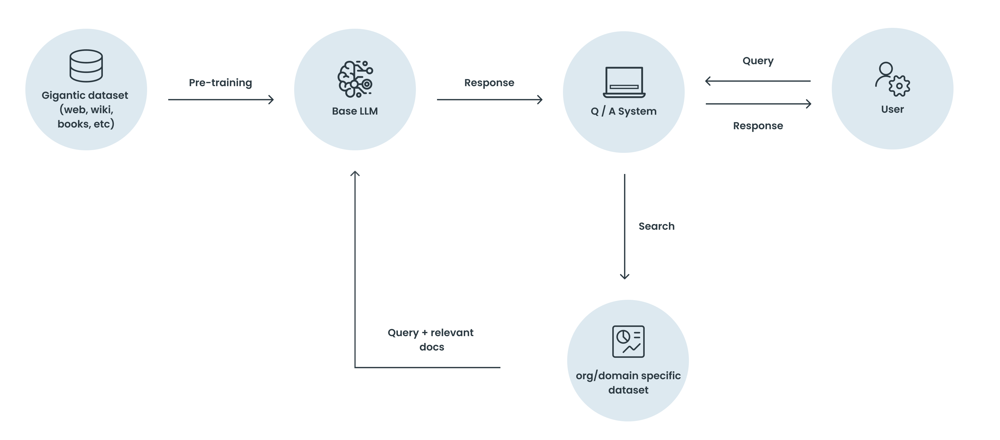 Gigantic dataset
(web, wiki,
books, etc)
Pre-training
Base LLM
Response
Q / A System
Query
Response
User
Search
Query + relevant
docs
org/domain specific
dataset